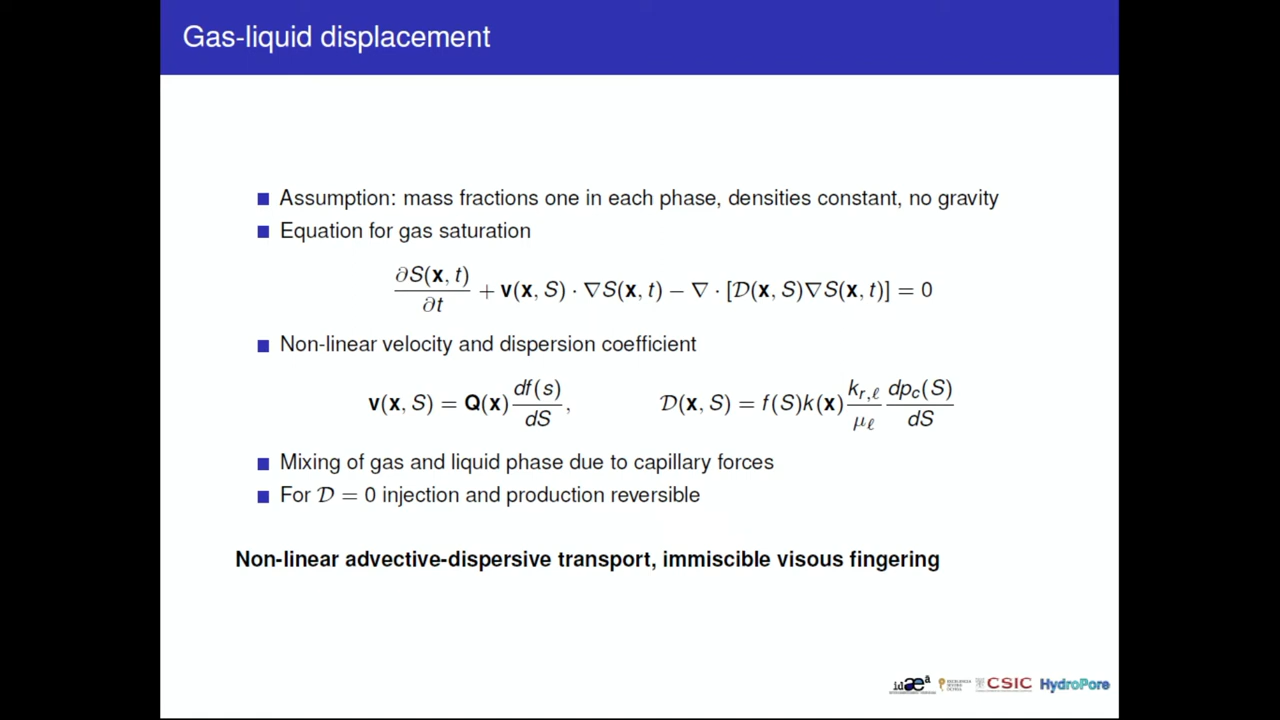 Gas-liquid displacement
Assumption: mass fractions one in each phase, densities constant, no gravity
Equation for gas saturation
∂S(x, t)/∂t + v(x, S) · ∇S(x, t) − ∇ · [𝒟(x, S)∇S(x, t)] = 0
Non-linear velocity and dispersion coefficient
v(x, S) = Q(x) df(s)/dS, 𝒟(x, S) = f(S)k(x) k_{r,ℓ}/μ_ℓ dp_c(S)/dS
Mixing of gas and liquid phase due to capillary forces
For 𝒟 = 0 injection and production reversible
Non-linear advective-dispersive transport, immiscible visous fingering
idæa CSIC HydroPore